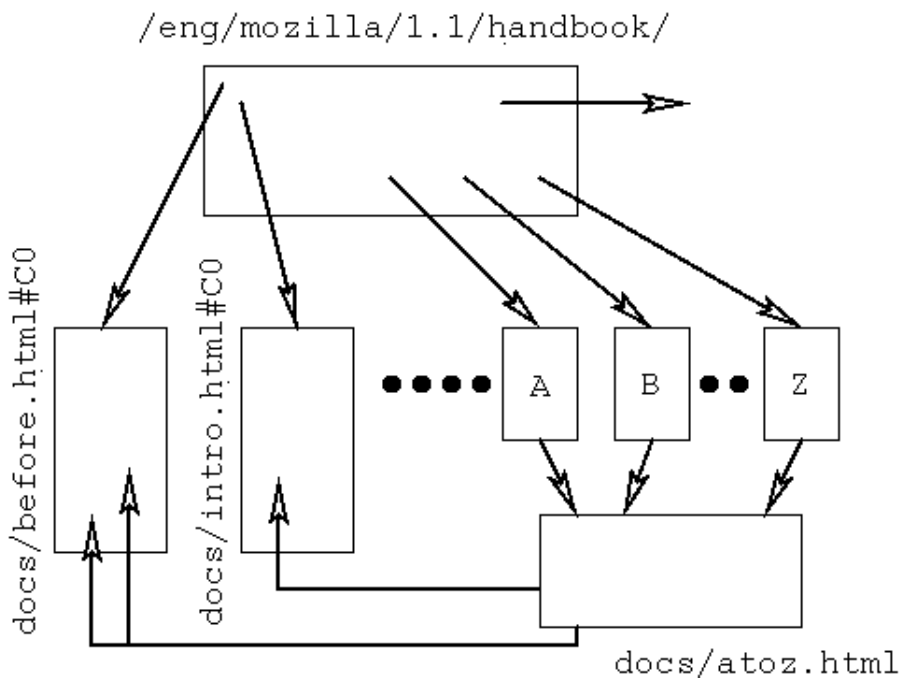 /eng/mozilla/1.1/handbook/
docs/before.html#C0
docs/intro.html#C0
A
B
Z
docs/atoz.html